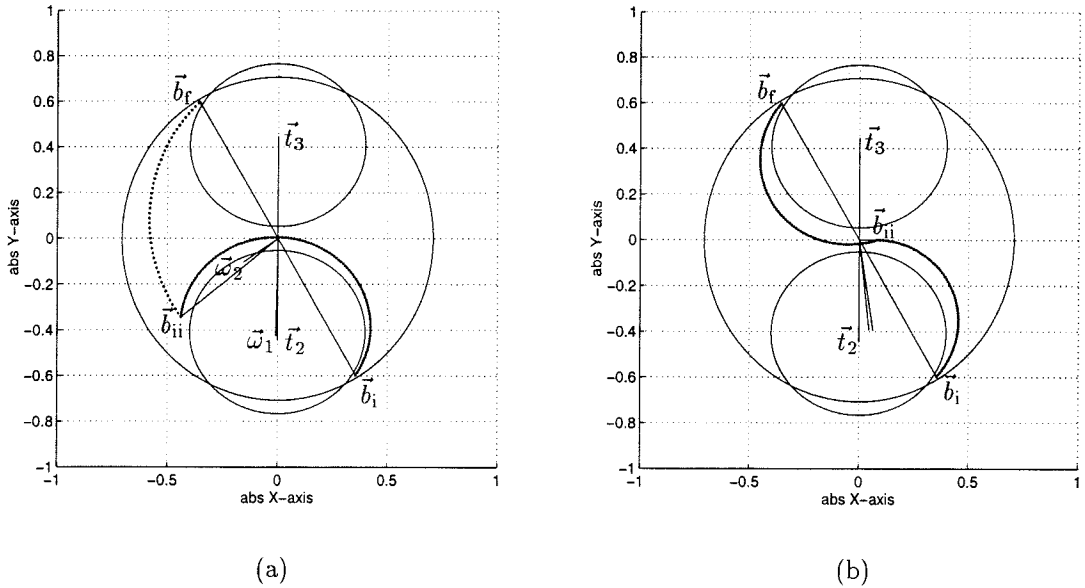 1
0.8
0.6
0.4
0.2
0
−0.2
−0.4
−0.6
−0.8
−1
−1
−0.5
0
0.5
1
abs Y−axis
abs X−axis
b⃗f
t⃗3
ω⃗2
b⃗ii
ω⃗1 t⃗2
b⃗i
(a)
1
0.8
0.6
0.4
0.2
0
−0.2
−0.4
−0.6
−0.8
−1
−1
−0.5
0
0.5
1
abs Y−axis
abs X−axis
b⃗f
t⃗3
b⃗ii
t⃗2
b⃗i
(b)